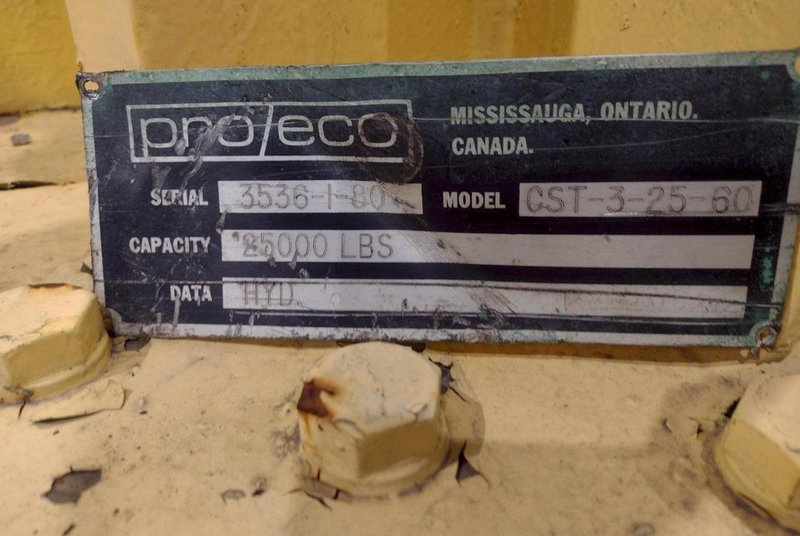 pro/eco
MISSISSAUGA, ONTARIO.
CANADA.
SERIAL 3536-1-80 MODEL CST-3-25-60
CAPACITY 25000 LBS
DATA HYD.